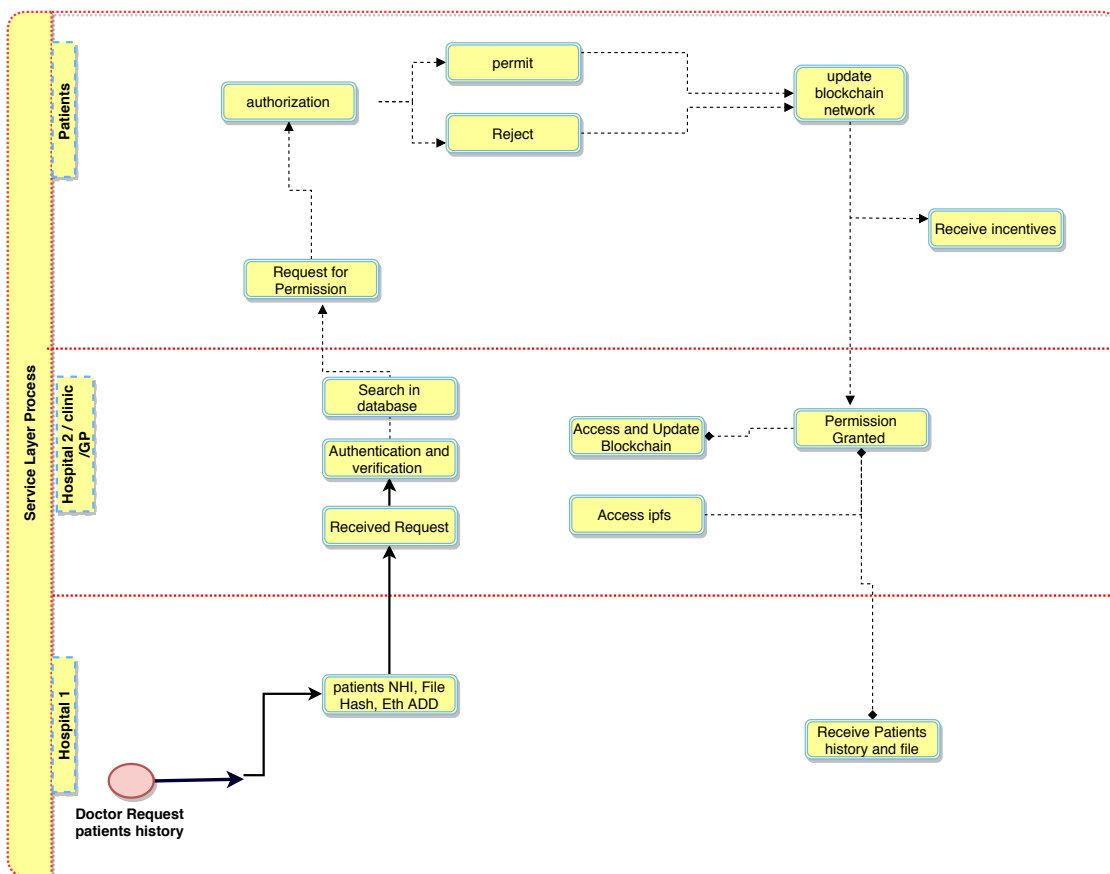 Service Layer Process
Patients
authorization
permit
Reject
update
blockchain
network
Receive incentives
Request for
Permission
Hospital 2 / clinic
/GP
Search in
database
Authentication and
verification
Received Request
Access and Update
Blockchain
Permission
Granted
Access ipfs
Hospital 1
patients NHI, File
Hash, Eth ADD
Receive Patients
history and file
Doctor Request
patients history